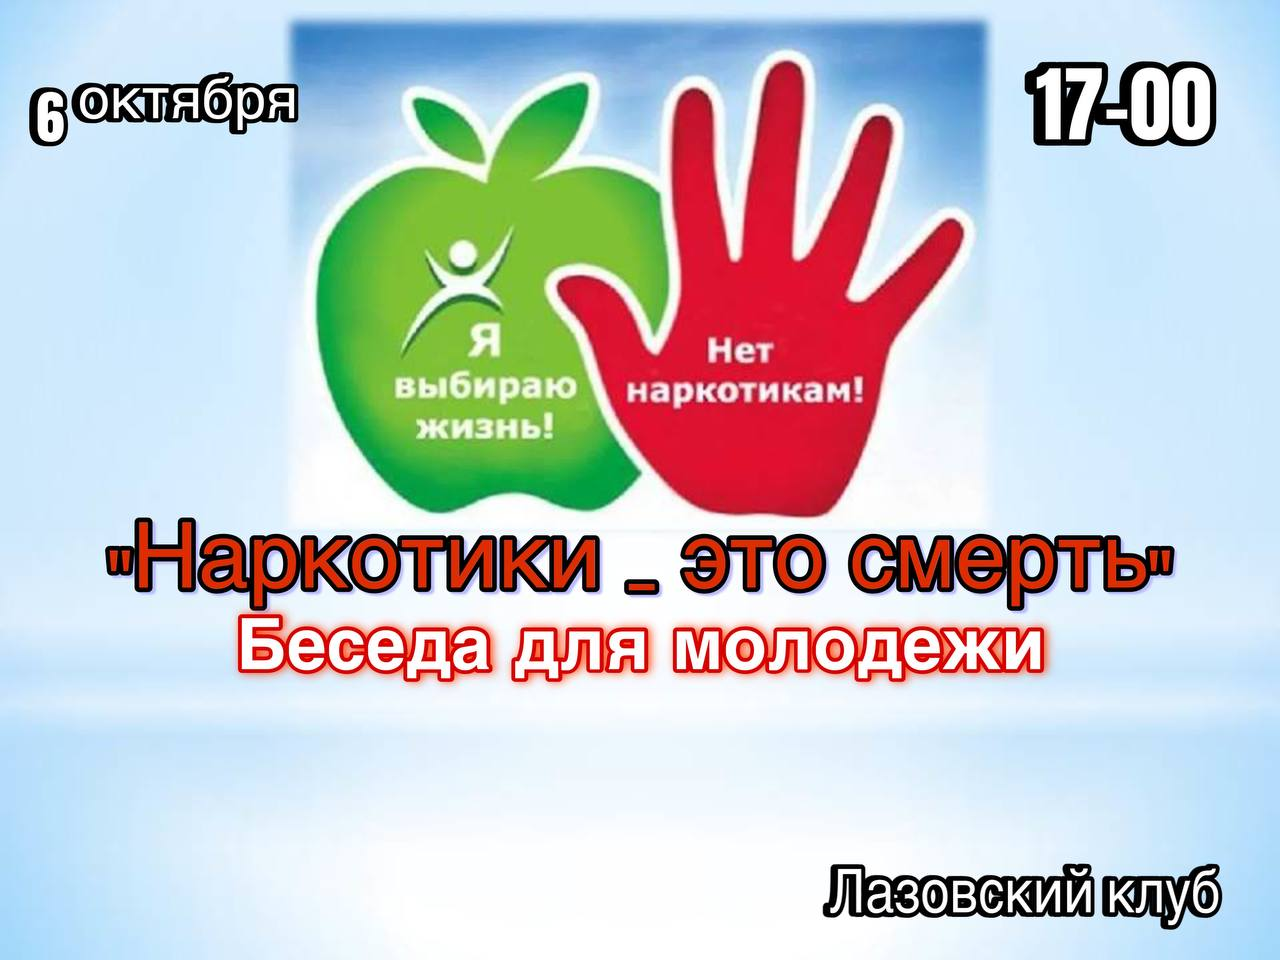 6 октября
17-00
Я
выбираю
жизнь!
Нет
наркотикам!
"Наркотики - это смерть"
Беседа для молодежи
Лазовский клуб